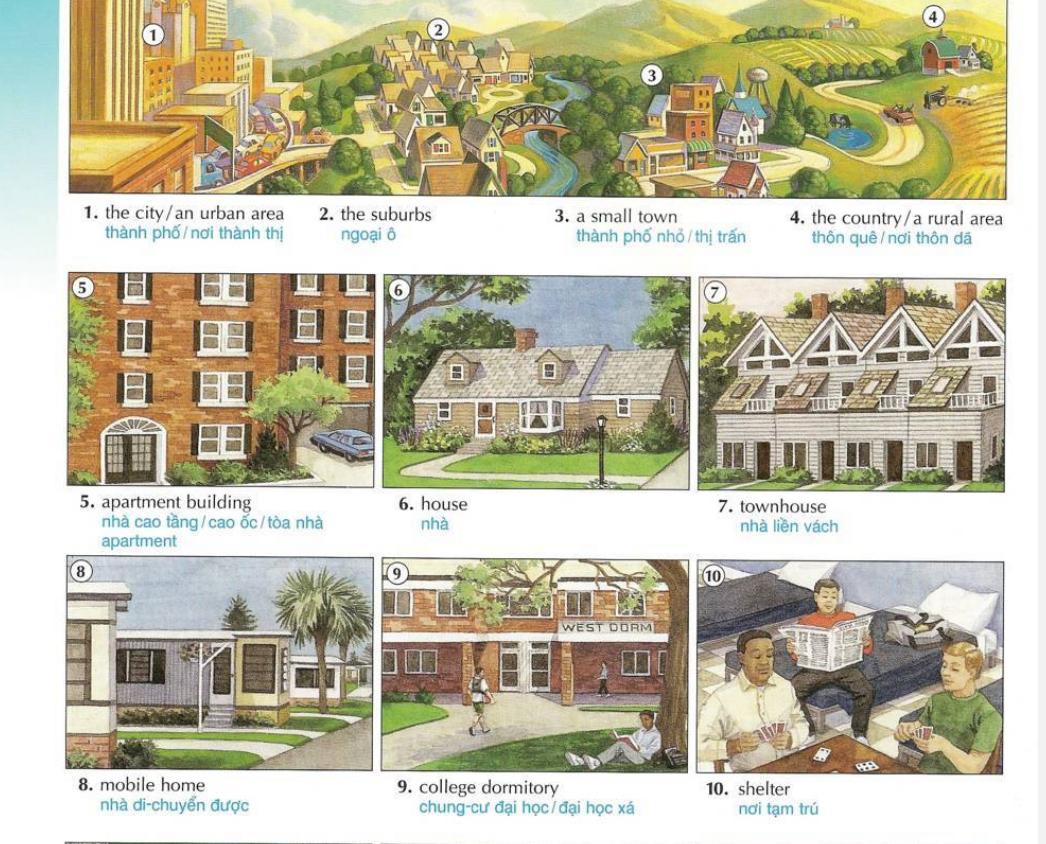 1
2
3
4
1. the city/an urban area
thành phố/nơi thành thị
2. the suburbs
ngoại ô
3. a small town
thành phố nhỏ/thị trấn
4. the country/a rural area
thôn quê/nơi thôn dã
5
6
7
5. apartment building
nhà cao tầng/cao ốc/tòa nhà
apartment
6. house
nhà
7. townhouse
nhà liền vách
8
9
WEST DORM
10
8. mobile home
nhà di-chuyển được
9. college dormitory
chung-cư đại học/đại học xá
10. shelter
nơi tạm trú